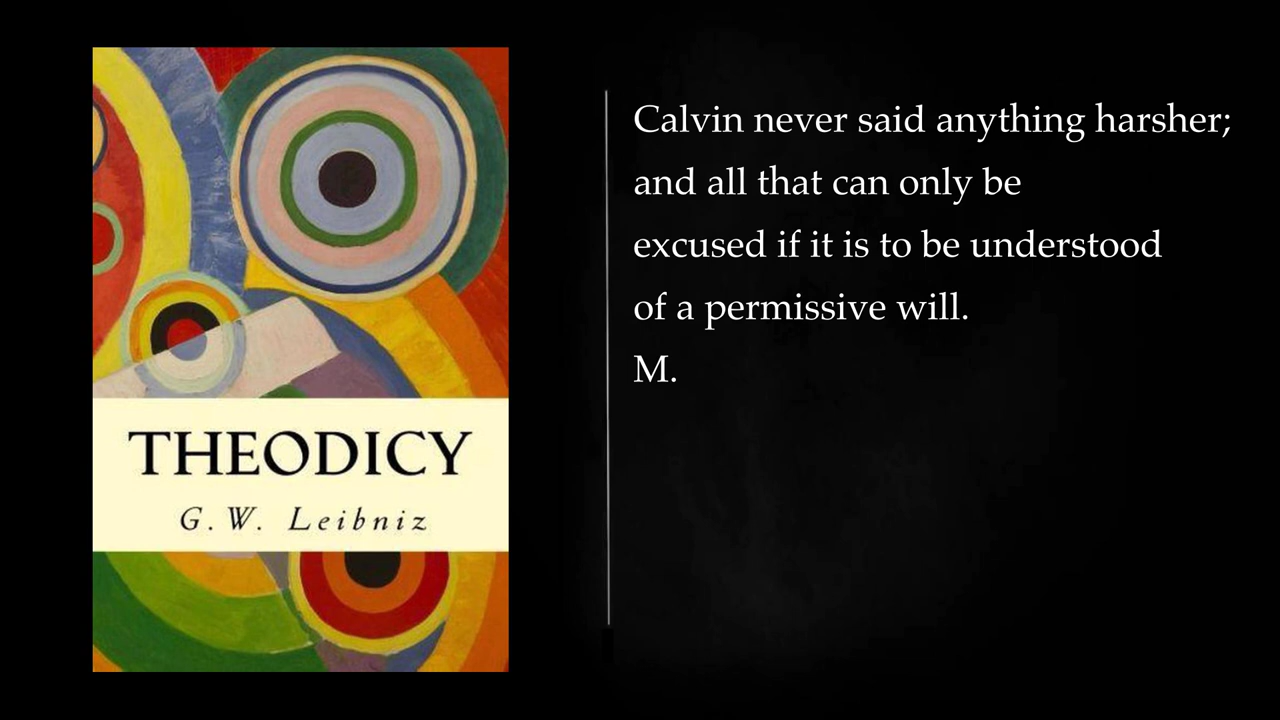 THEODICY
G. W. Leibniz
Calvin never said anything harsher;
and all that can only be
excused if it is to be understood
of a permissive will.
M.